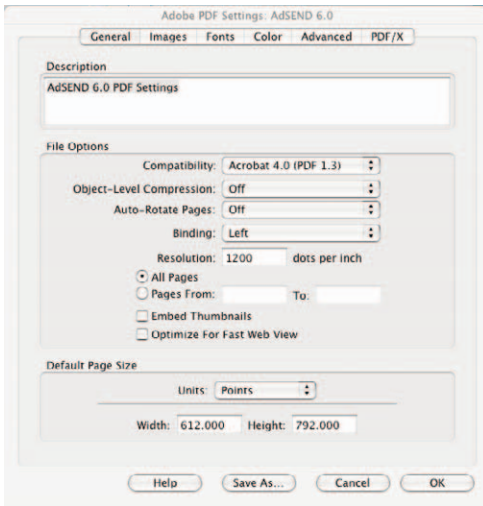 Adobe PDF Settings: AdSEND 6.0
General Images Fonts Color Advanced PDF/X
Description
AdSEND 6.0 PDF Settings
File Options
Compatibility: Acrobat 4.0 (PDF 1.3)
Object-Level Compression: Off
Auto-Rotate Pages: Off
Binding: Left
Resolution: 1200 dots per inch
All Pages
Pages From: To:
Embed Thumbnails
Optimize For Fast Web View
Default Page Size
Units: Points
Width: 612.000 Height: 792.000
Help Save As... Cancel OK